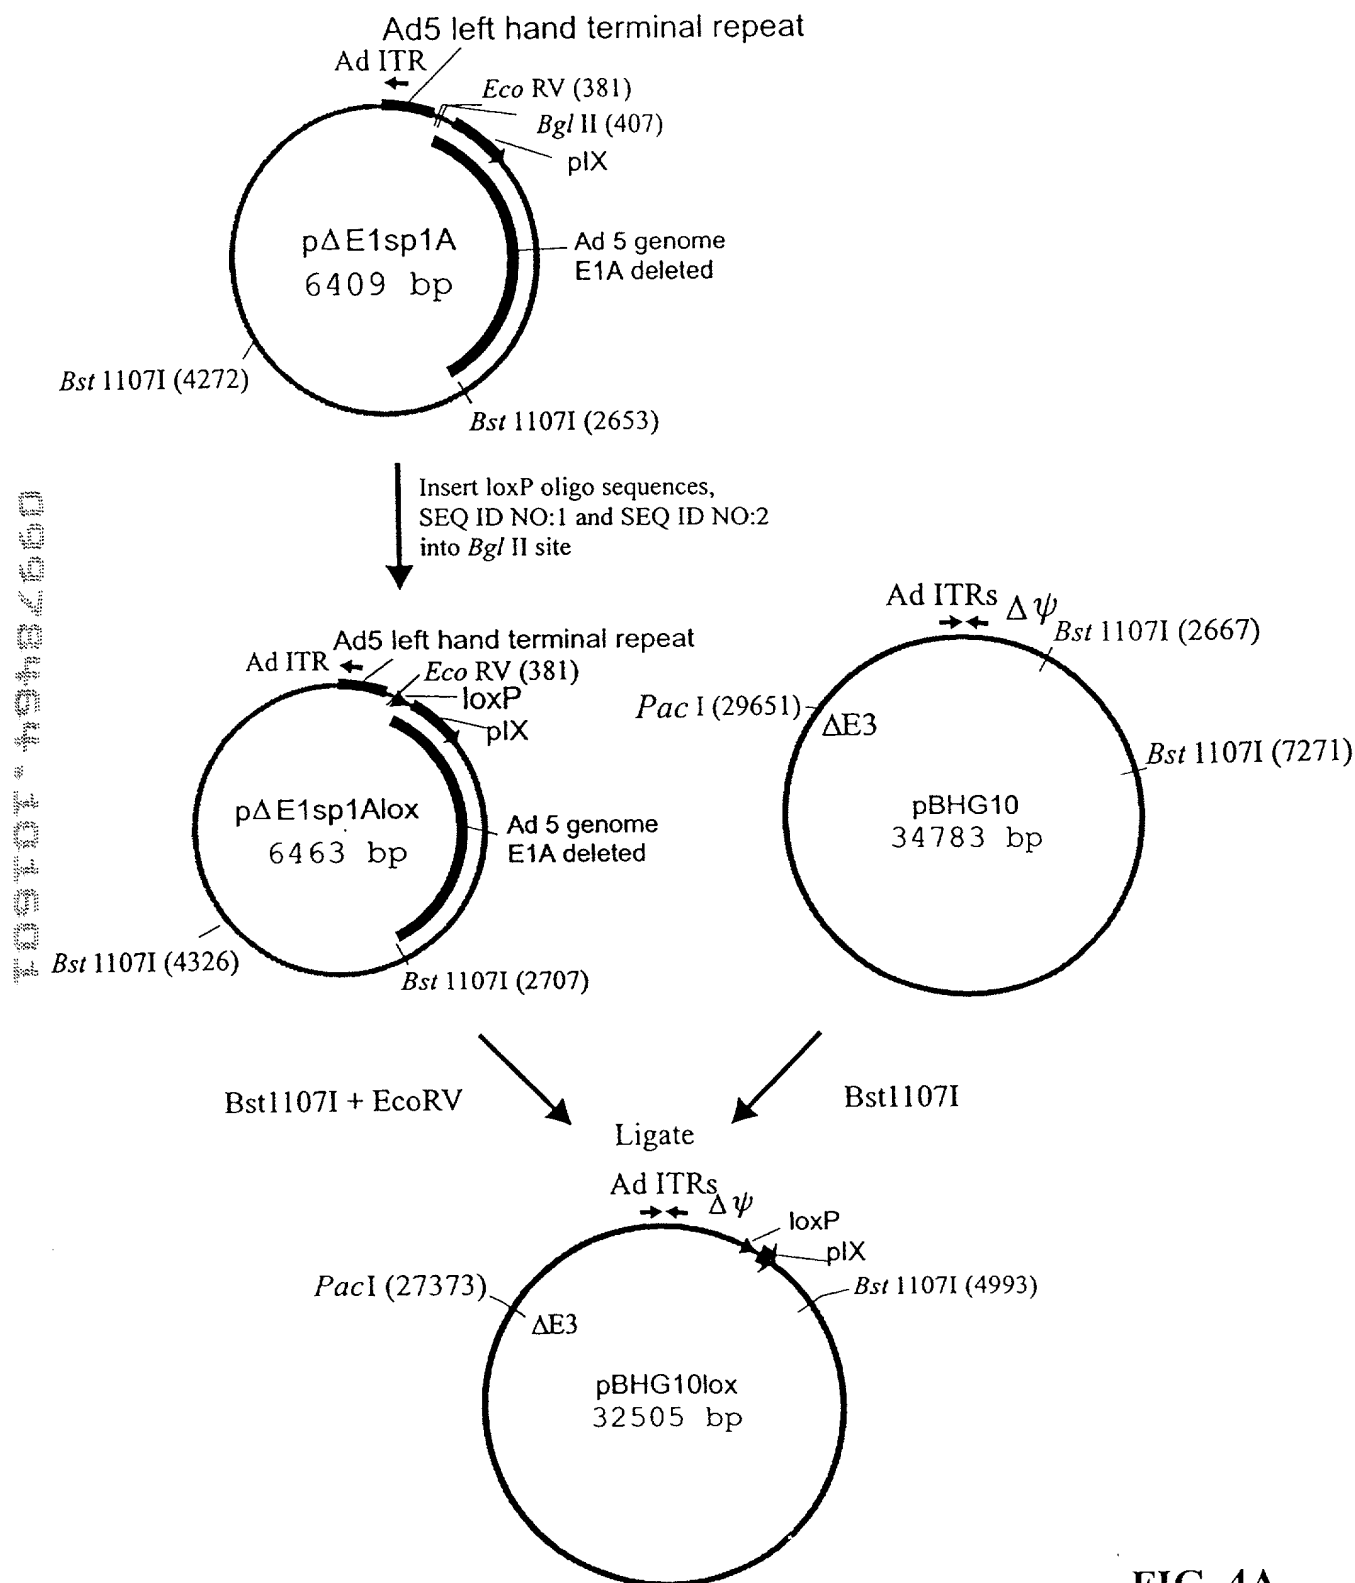 Ad5 left hand terminal repeat
Ad ITR
Eco RV (381)
Bgl II (407)
pIX
pΔE1sp1A
6409 bp
Ad 5 genome
E1A deleted
Bst 1107I (4272)
Bst 1107I (2653)
Insert loxP oligo sequences,
SEQ ID NO:1 and SEQ ID NO:2
into Bgl II site
Ad5 left hand terminal repeat
Ad ITR
Eco RV (381)
loxP
pIX
pΔE1sp1Alox
6463 bp
Ad 5 genome
E1A deleted
Bst 1107I (4326)
Bst 1107I (2707)
Ad ITRs Δψ
Bst 1107I (2667)
Pac I (29651)
ΔE3
Bst 1107I (7271)
pBHG10
34783 bp
Bst1107I + EcoRV
Bst1107I
Ligate
Ad ITRs
Δψ
loxP
pIX
PacI (27373)
Bst 1107I (4993)
ΔE3
pBHG10lox
32505 bp
FIG. 4A